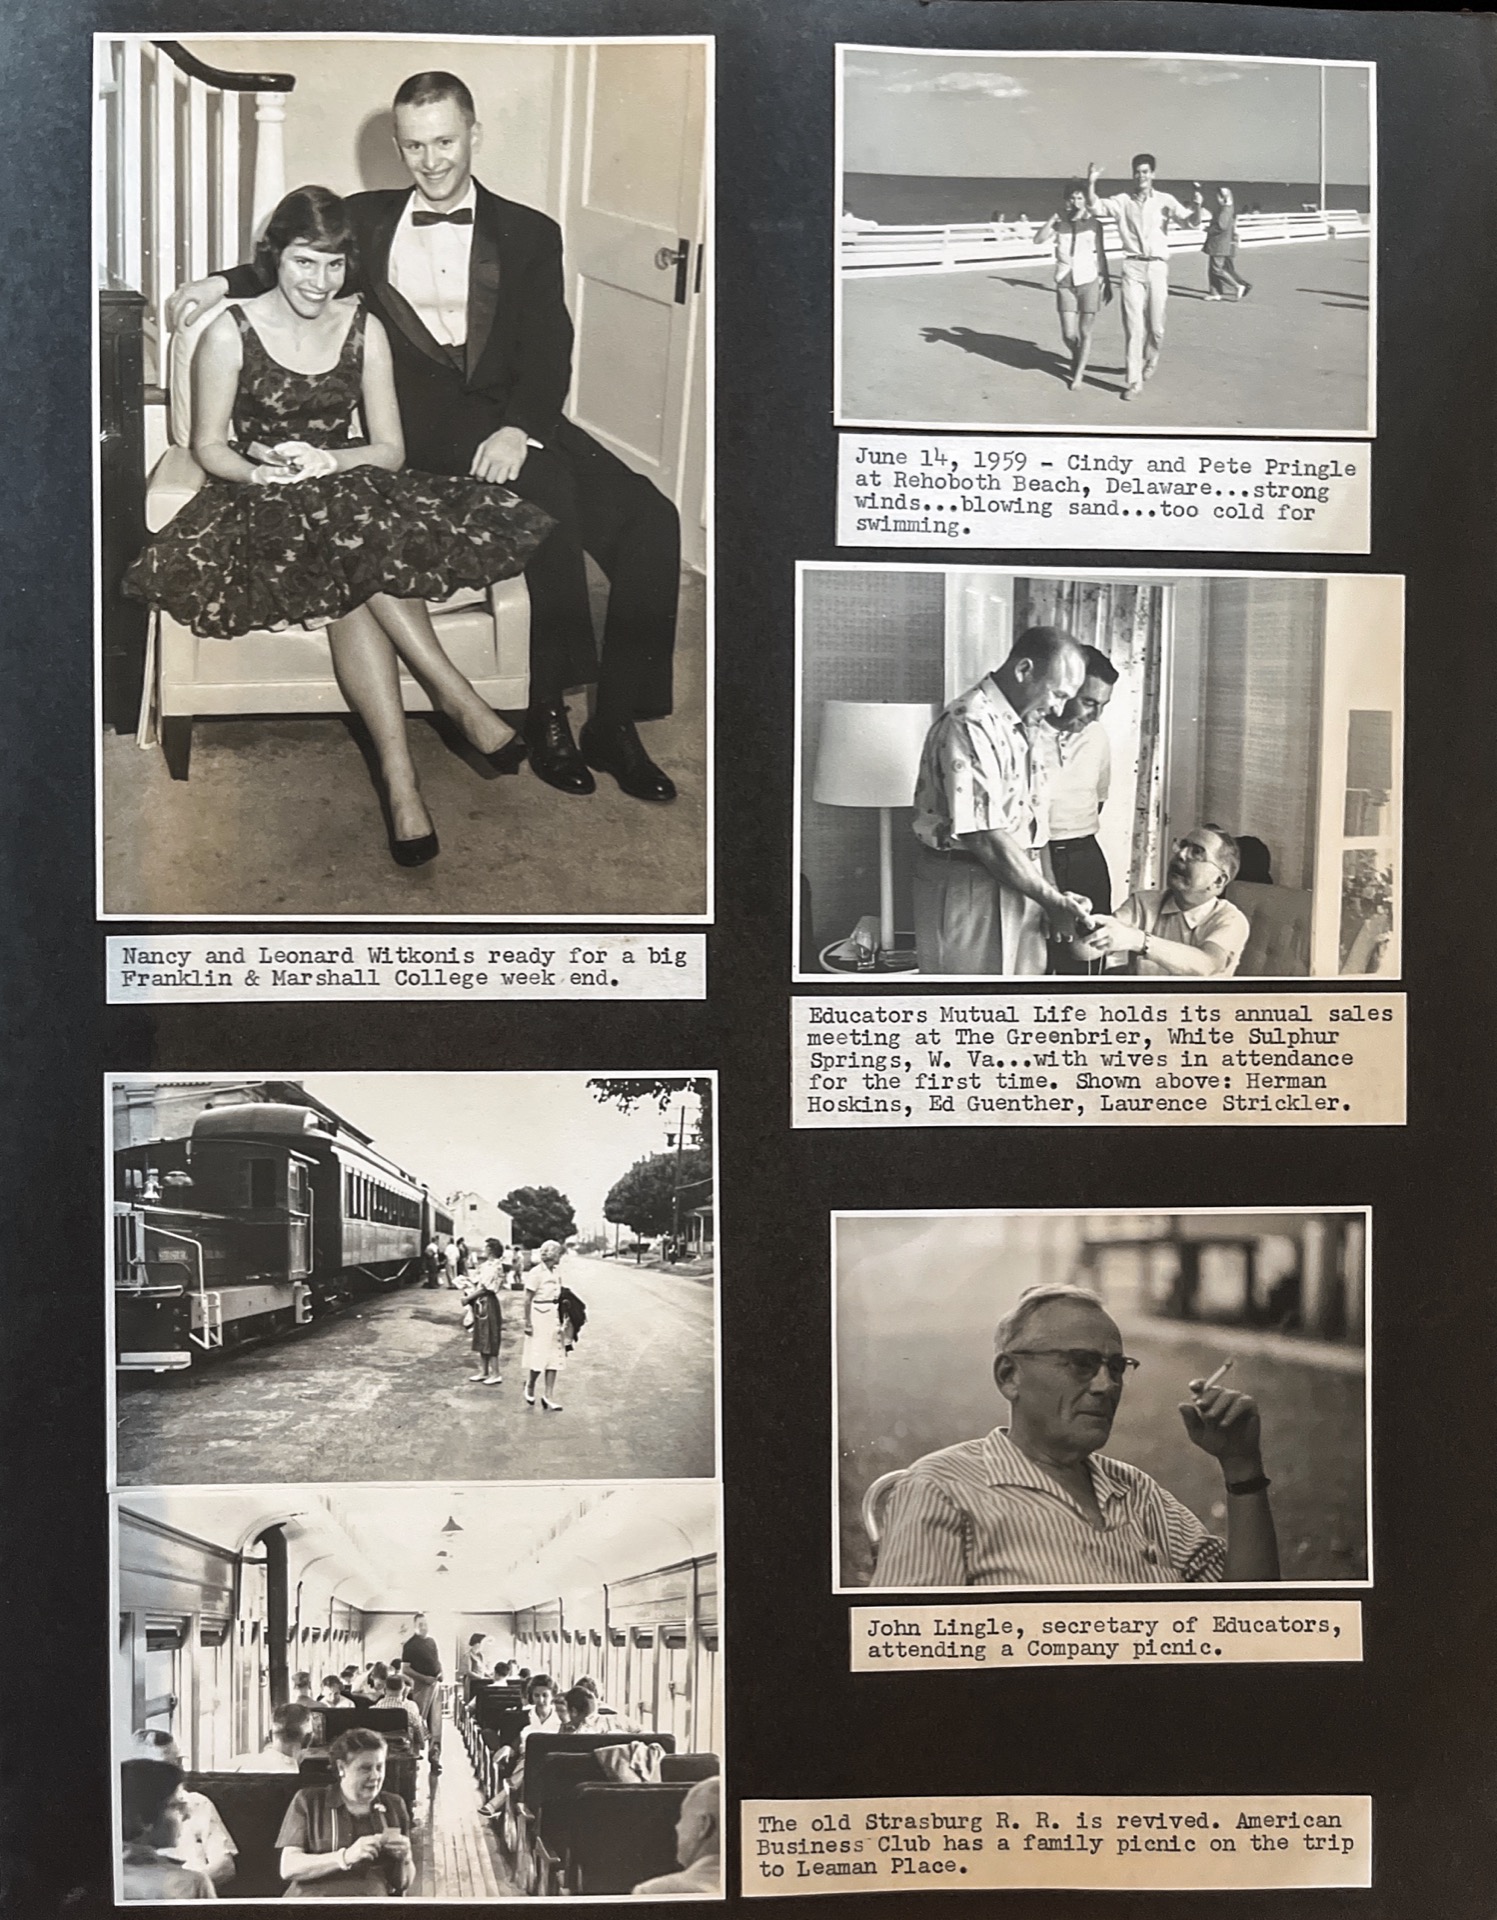 Nancy and Leonard Witkonis ready for a big
Franklin & Marshall College week end.
June 14, 1959 - Cindy and Pete Pringle
at Rehoboth Beach, Delaware...strong
winds...blowing sand...too cold for
swimming.
Educators Mutual Life holds its annual sales
meeting at The Greenbrier, White Sulphur
Springs, W. Va...with wives in attendance
for the first time. Shown above: Herman
Hoskins, Ed Guenther, Laurence Strickler.
John Lingle, secretary of Educators,
attending a Company picnic.
The old Strasburg R. R. is revived. American
Business Club has a family picnic on the trip
to Leaman Place.